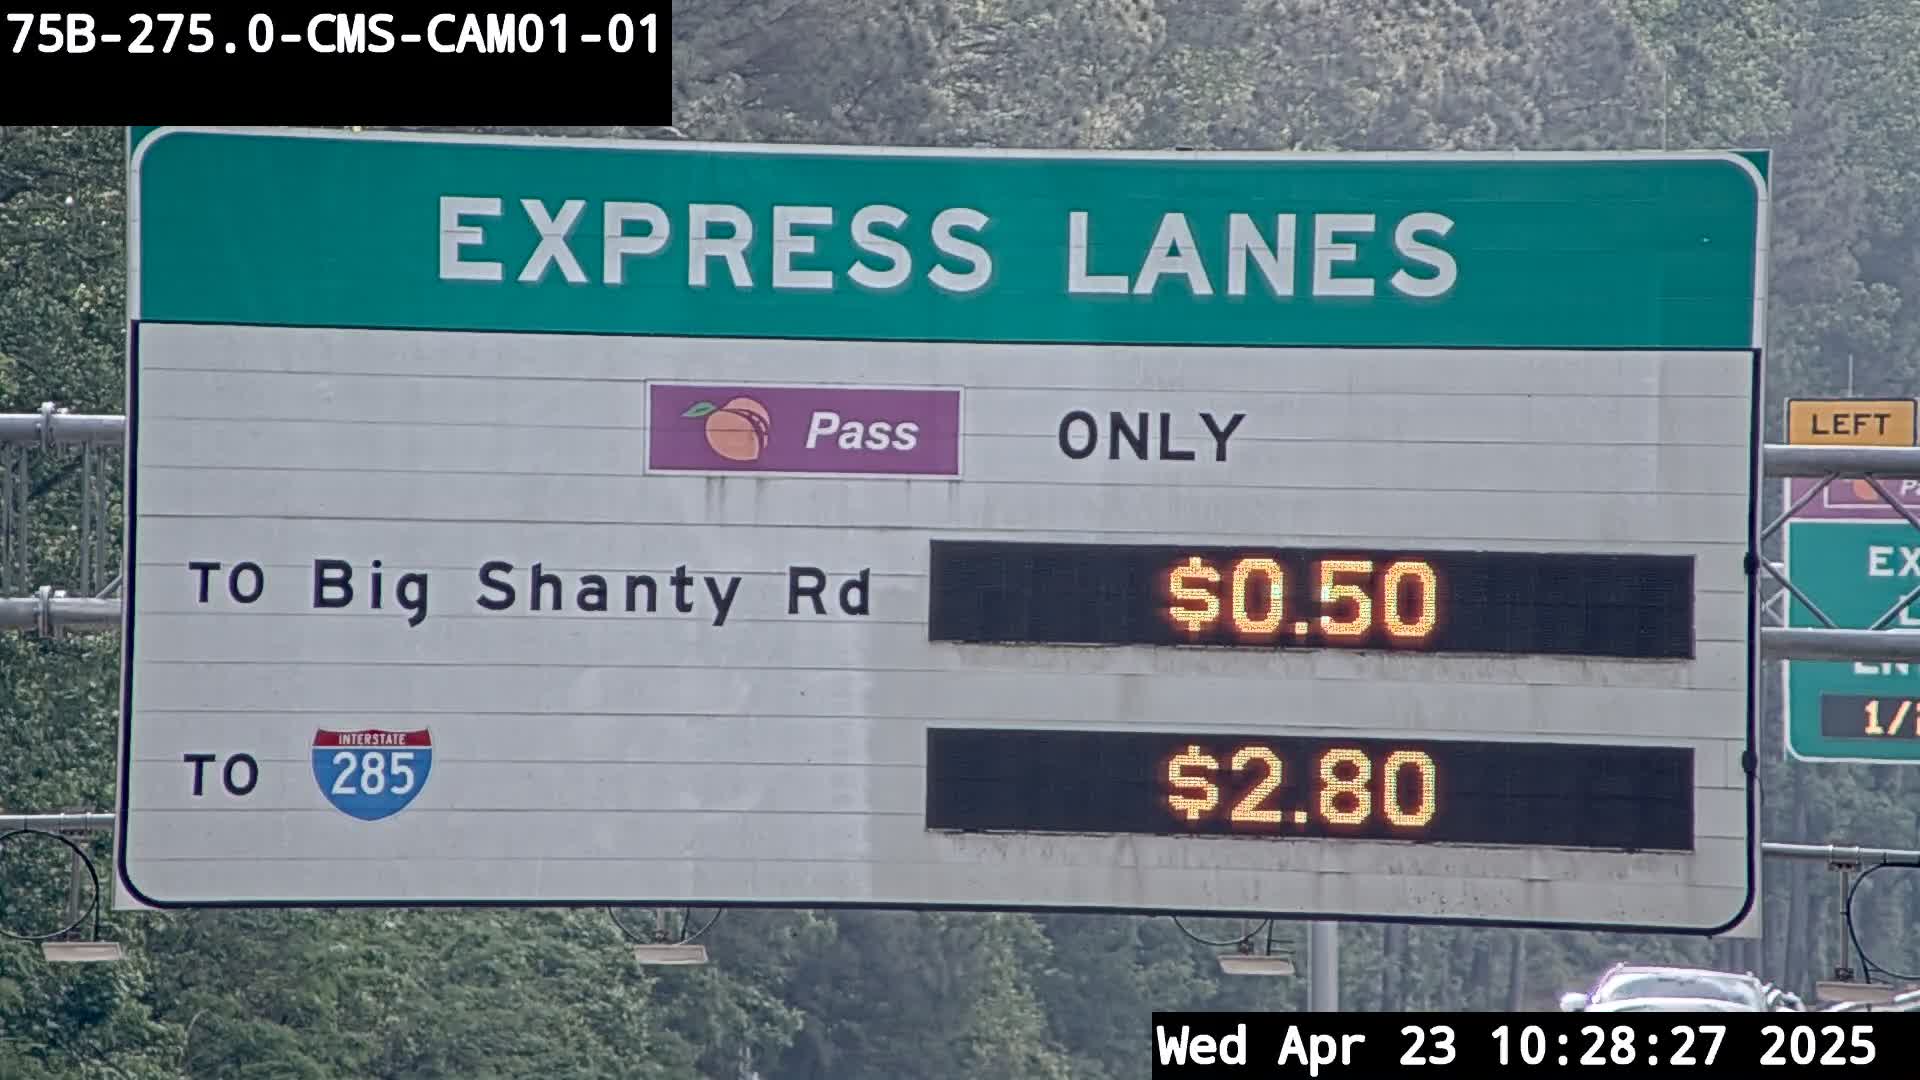 75B-275.0-CMS-CAM01-01
EXPRESS LANES
Pass ONLY
TO Big Shanty Rd $0.50
TO INTERSTATE 285 $2.80
LEFT
Wed Apr 23 10:28:27 2025